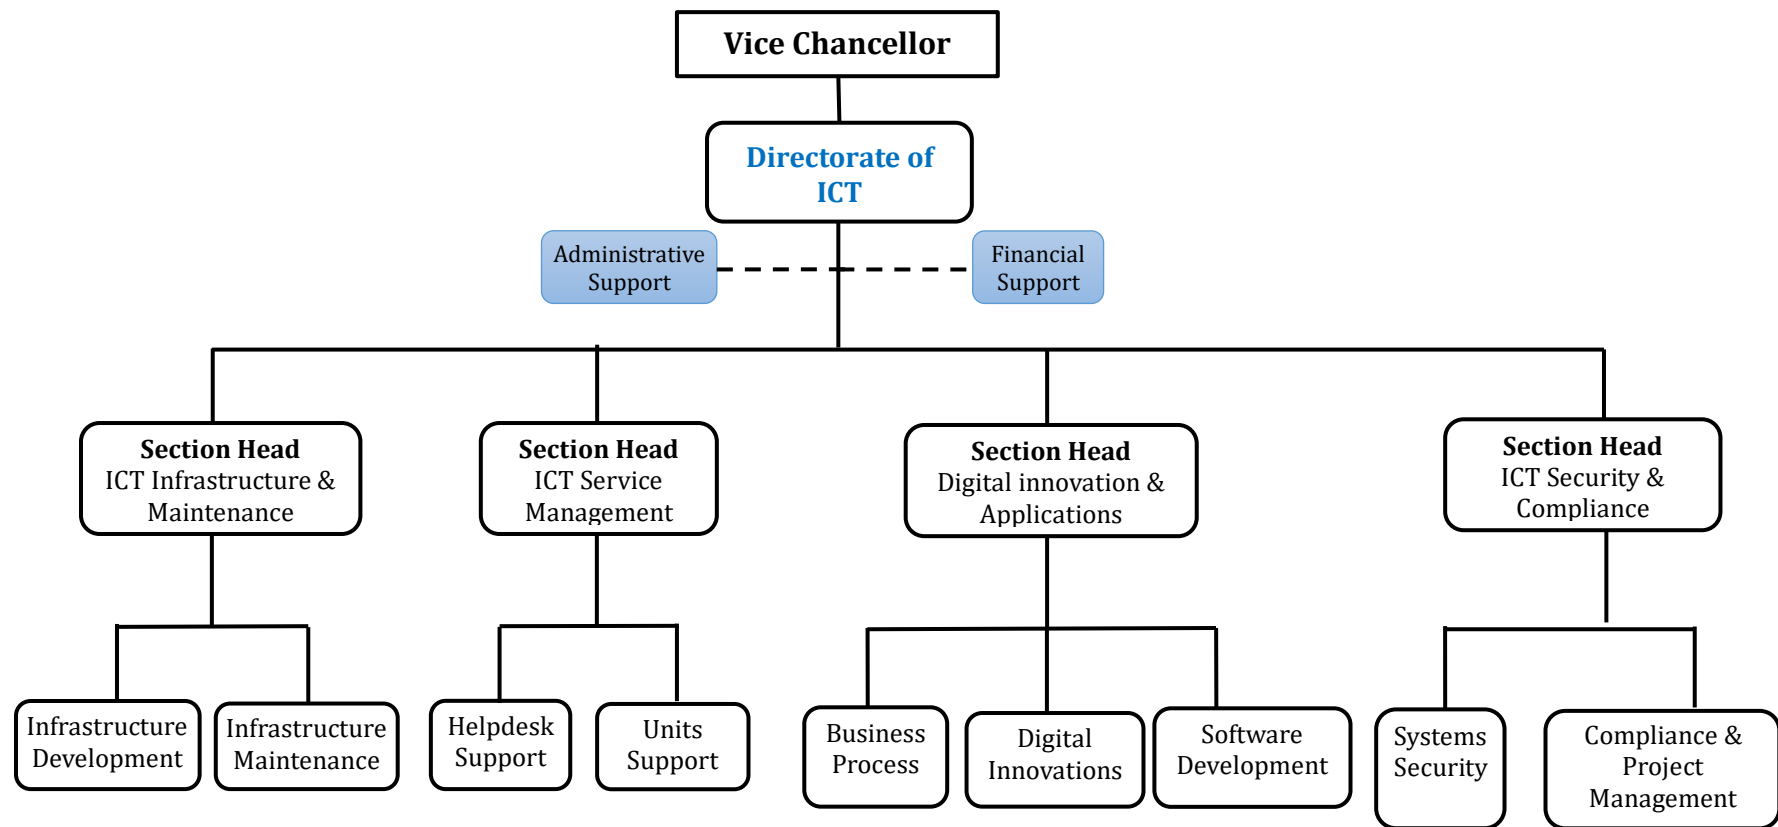 Vice Chancellor
Directorate of
ICT
Administrative
Support
Financial
Support
Section Head
ICT Infrastructure &
Maintenance
Section Head
ICT Service
Management
Section Head
Digital innovation &
Applications
Section Head
ICT Security &
Compliance
Infrastructure
Development
Infrastructure
Maintenance
Helpdesk
Support
Units
Support
Business
Process
Digital
Innovations
Software
Development
Systems
Security
Compliance &
Project
Management